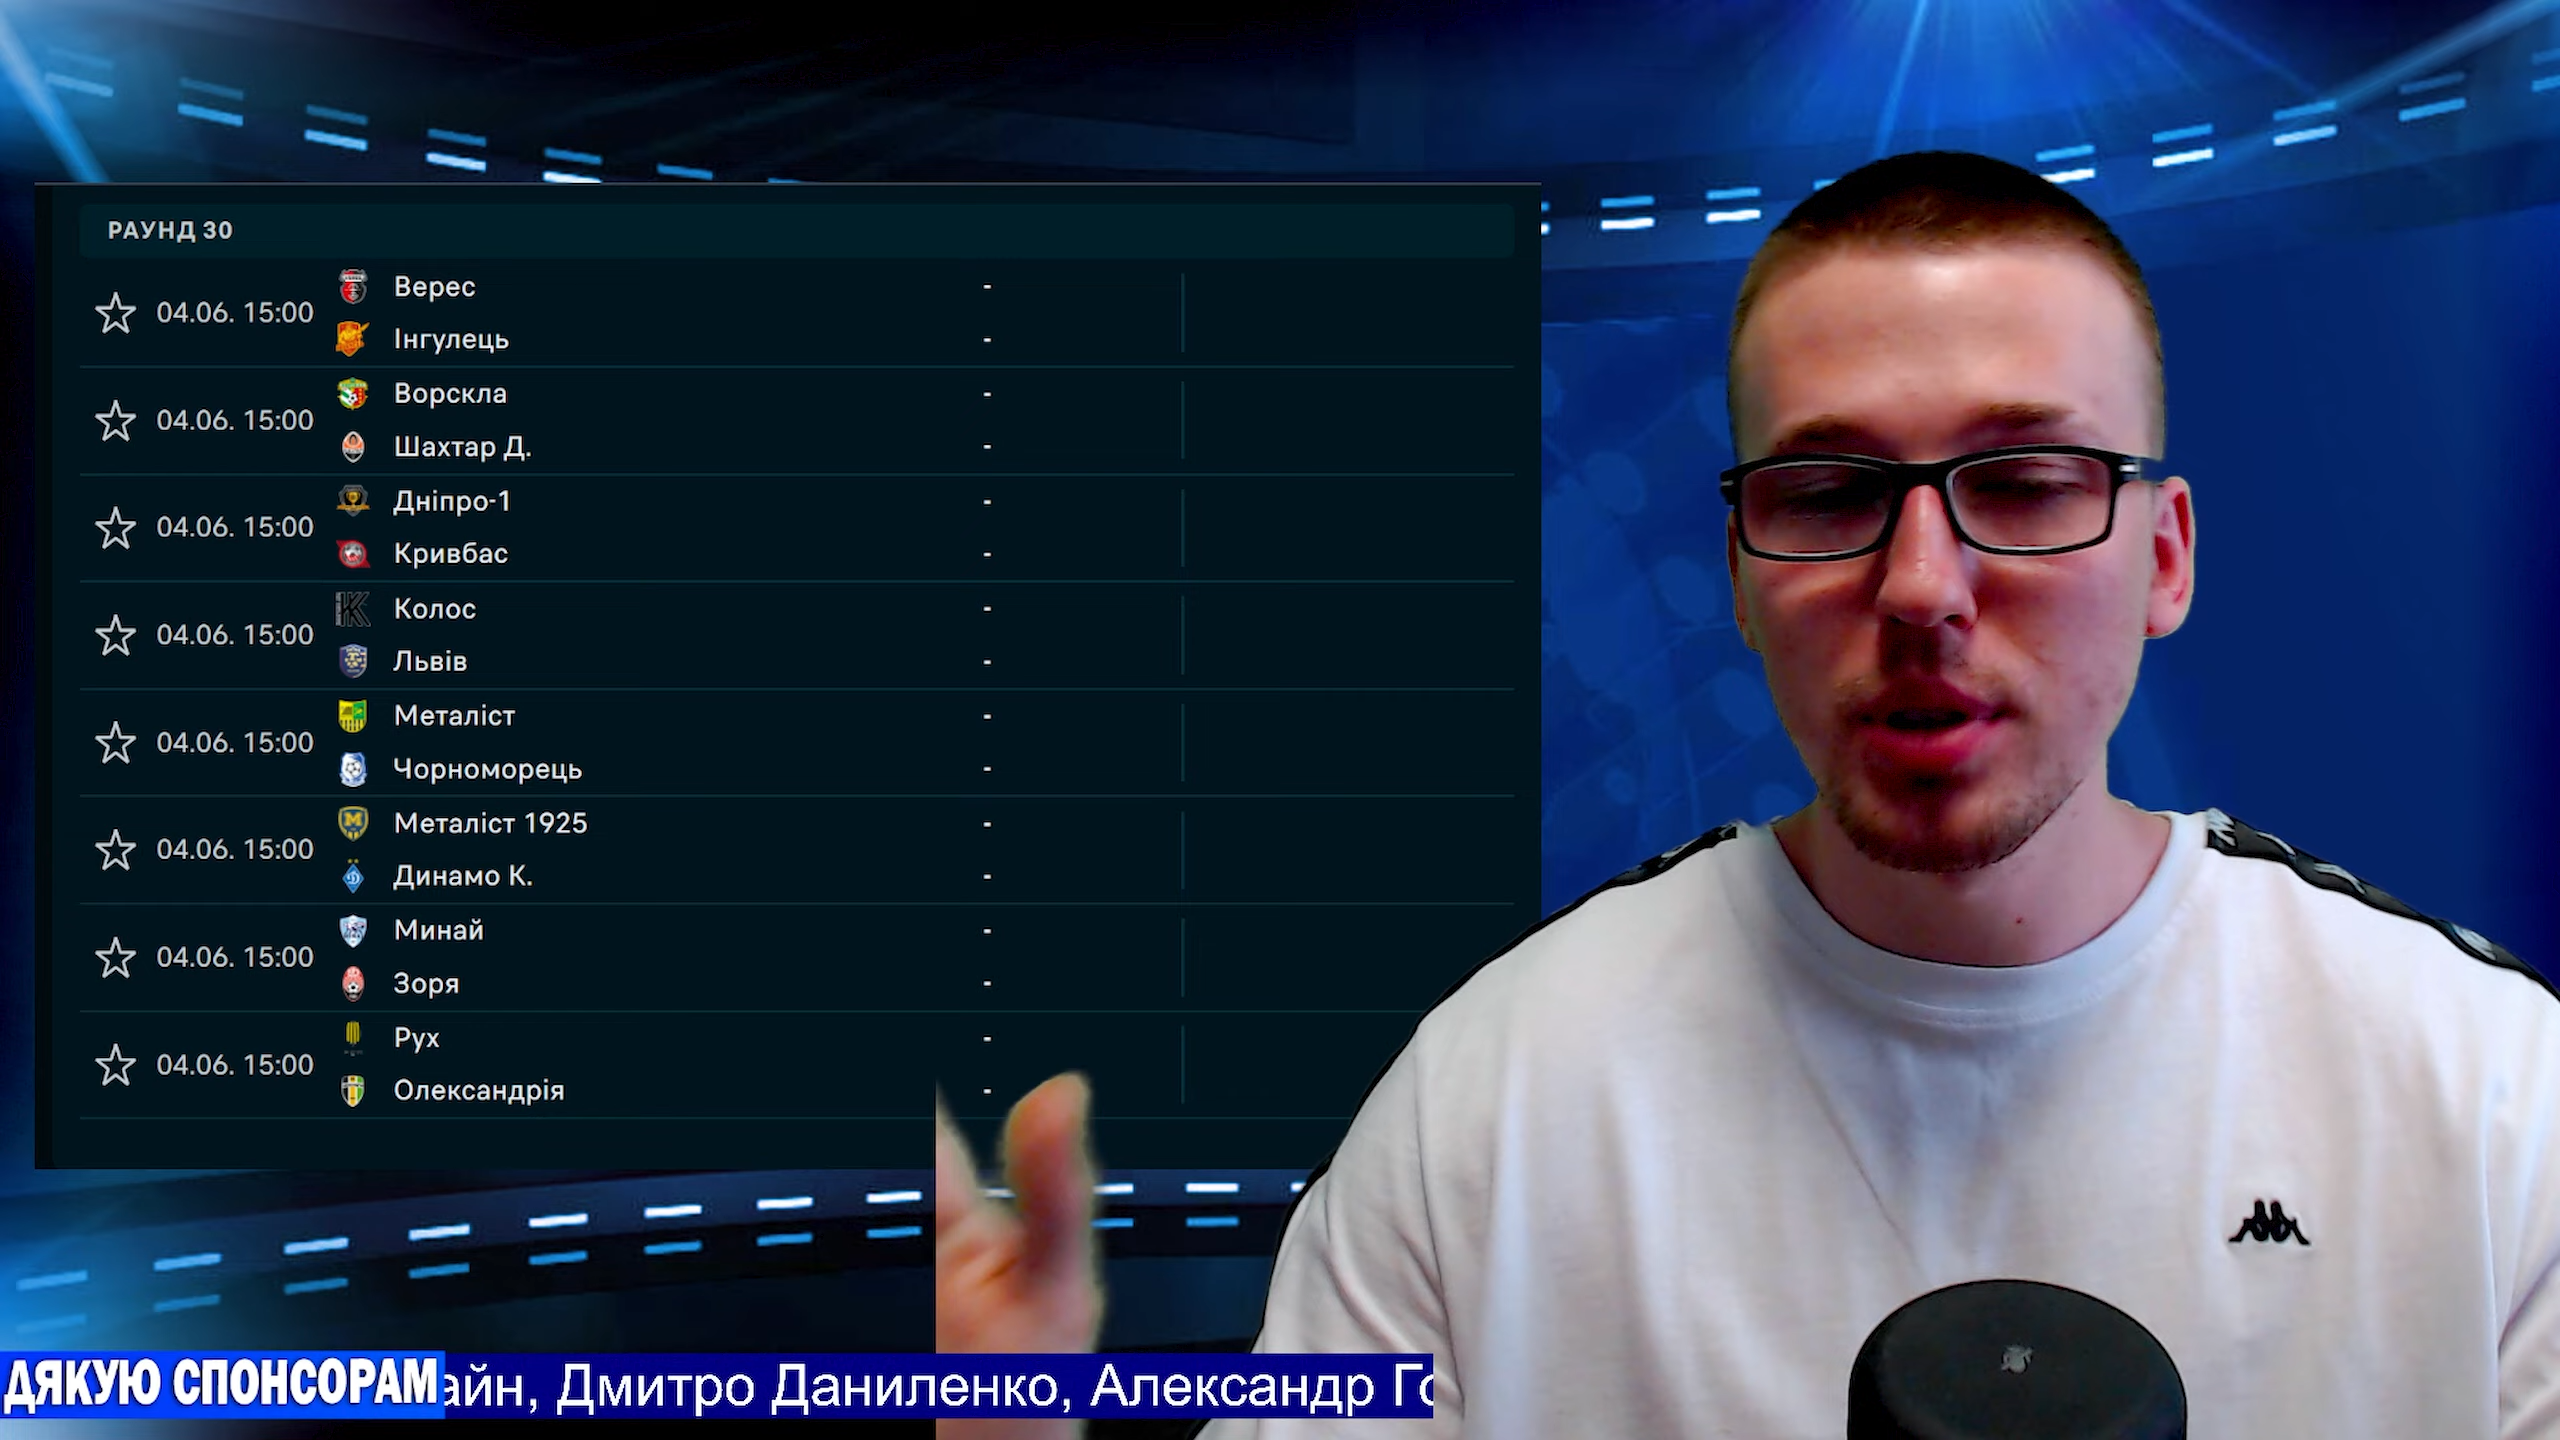 РАУНД 30
04.06. 15:00
Верес -
Інгулець -
04.06. 15:00
Ворскла -
Шахтар Д. -
04.06. 15:00
Дніпро-1 -
Кривбас -
04.06. 15:00
Колос -
Львів -
04.06. 15:00
Металіст -
Чорноморець -
04.06. 15:00
Металіст 1925 -
Динамо К. -
04.06. 15:00
Минай -
Зоря -
04.06. 15:00
Рух -
Олександрія -
ДЯКУЮ СПОНСОРАМ айн, Дмитро Даниленко, Александр Го